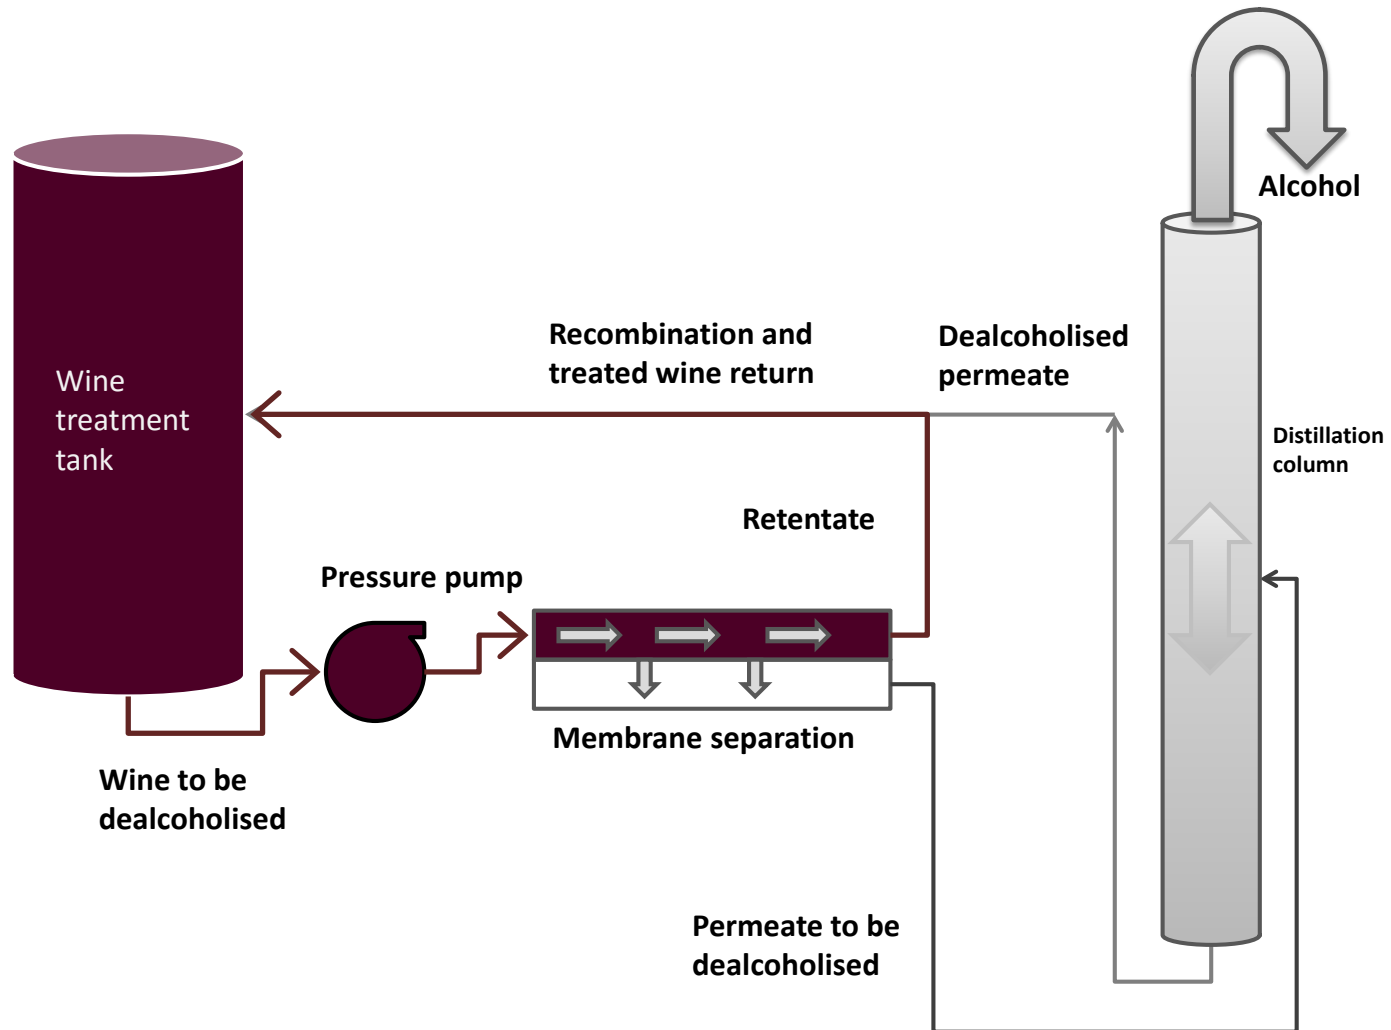 Alcohol
Recombination and
treated wine return
Dealcoholised
permeate
Wine
treatment
tank
Distillation
column
Retentate
Pressure pump
Membrane separation
Wine to be
dealcoholised
Permeate to be
dealcoholised